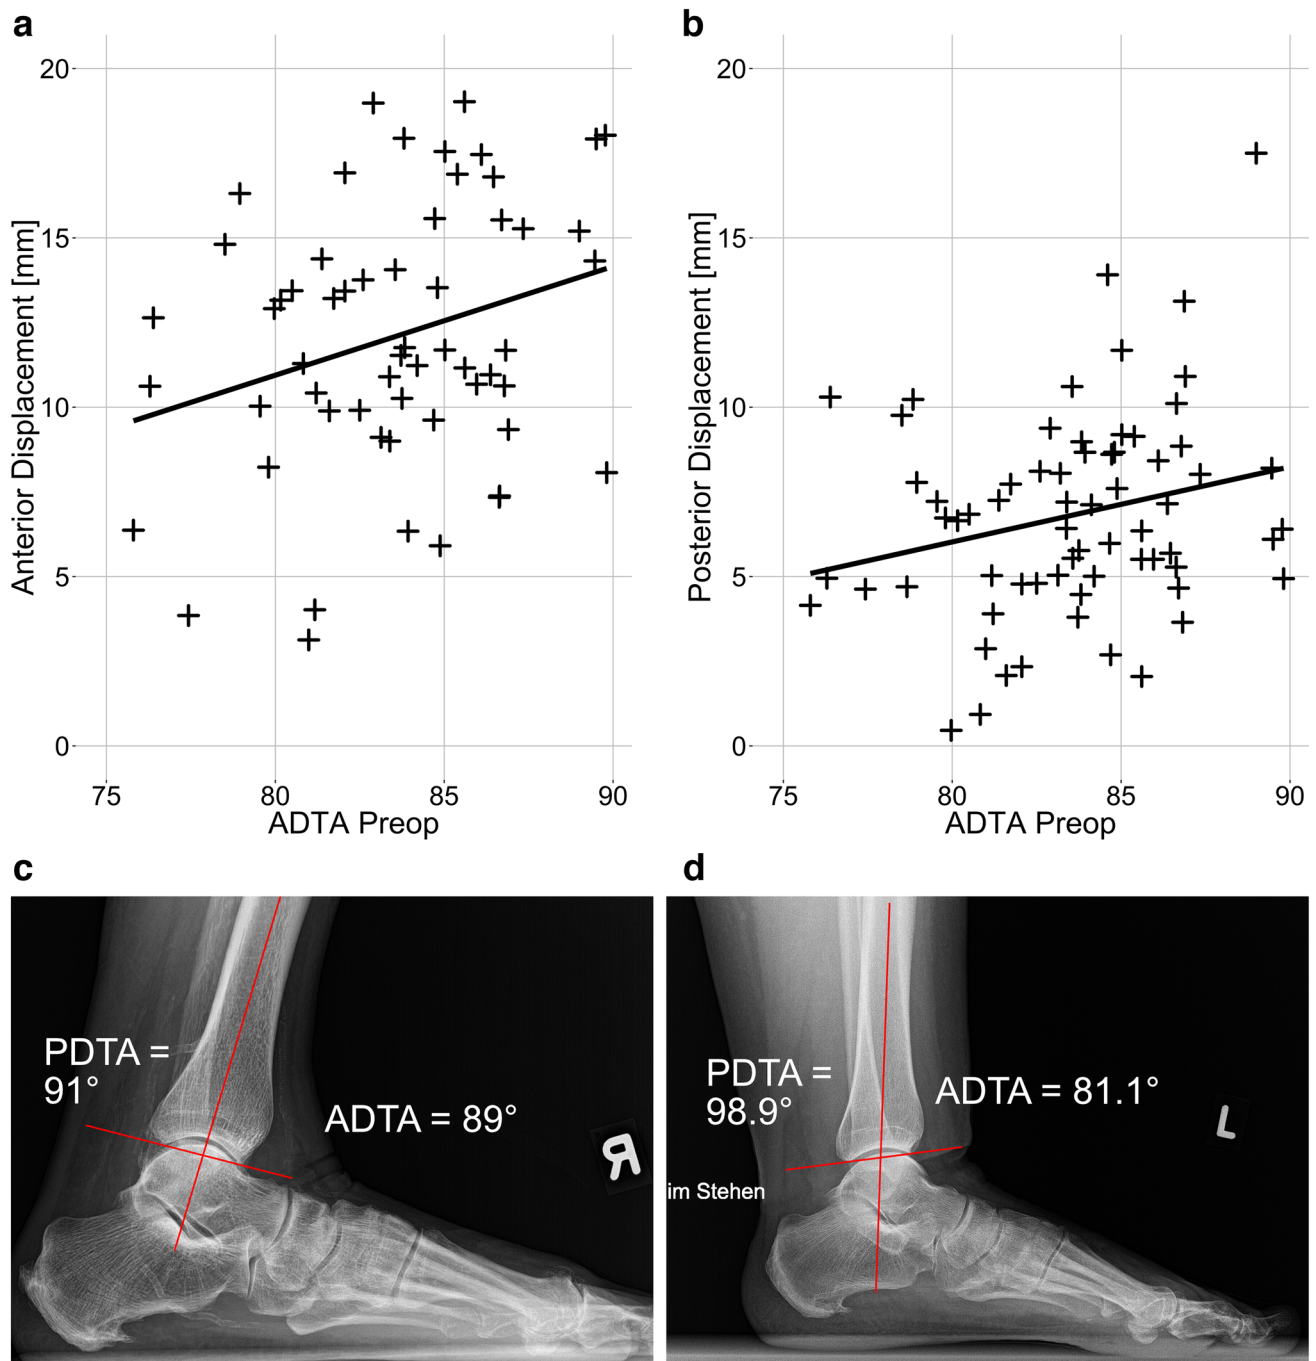 a
20
15
10
5
0
Anterior Displacement [mm]
75 80 85 90
ADTA Preop
b
20
15
10
5
0
Posterior Displacement [mm]
75 80 85 90
ADTA Preop
c
PDTA =
91°
ADTA = 89°
R
d
PDTA =
98.9°
ADTA = 81.1°
L
im Stehen